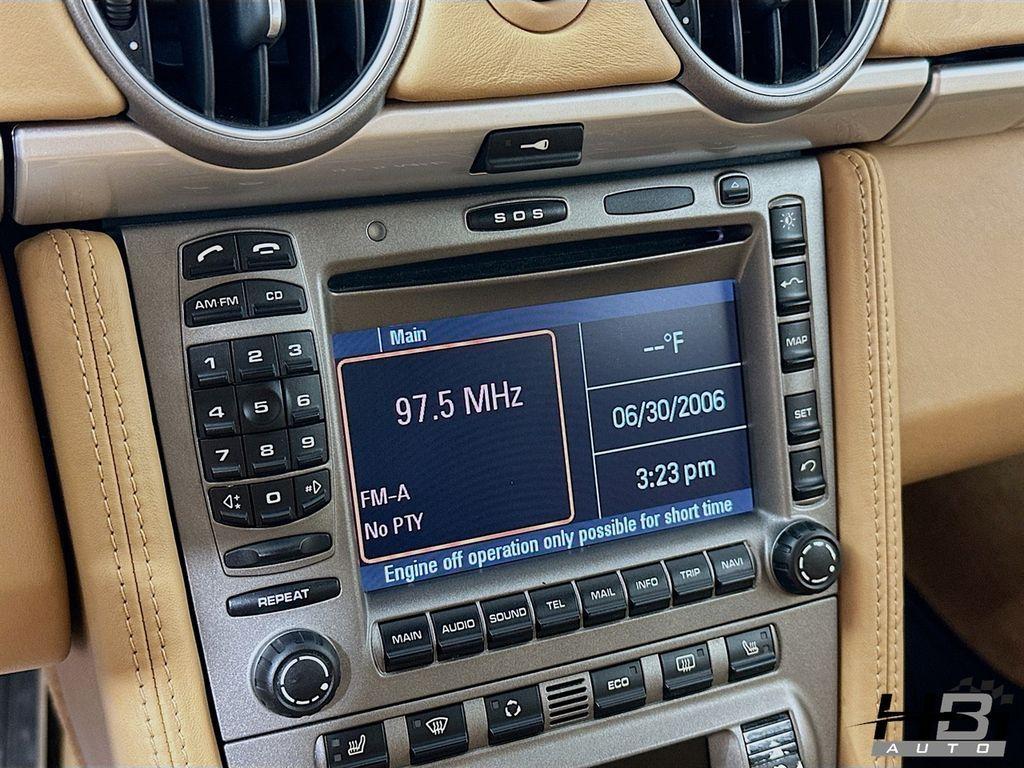 SOS
AM·FM CD
1 2 3
4 5 6
7 8 9
* 0 #
REPEAT
Main
97.5 MHz
FM-A
No PTY
--°F
06/30/2006
3:23 pm
Engine off operation only possible for short time
MAP
SET
MAIN AUDIO SOUND TEL MAIL INFO TRIP NAVI
ECO
HB
AUTO